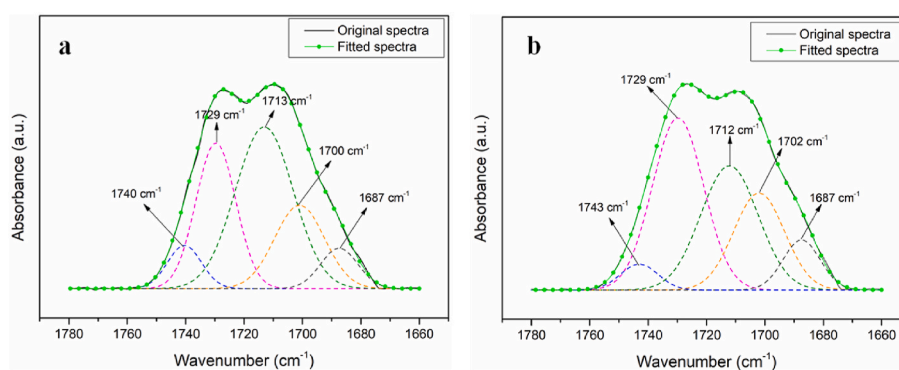 a
Original spectra
Fitted spectra
1740 cm⁻¹
1729 cm⁻¹
1713 cm⁻¹
1700 cm⁻¹
1687 cm⁻¹
Absorbance (a.u.)
1780 1760 1740 1720 1700 1680 1660
Wavenumber (cm⁻¹)
b
Original spectra
Fitted spectra
1743 cm⁻¹
1729 cm⁻¹
1712 cm⁻¹
1702 cm⁻¹
1687 cm⁻¹
Absorbance (a.u.)
1780 1760 1740 1720 1700 1680 1660
Wavenumber (cm⁻¹)